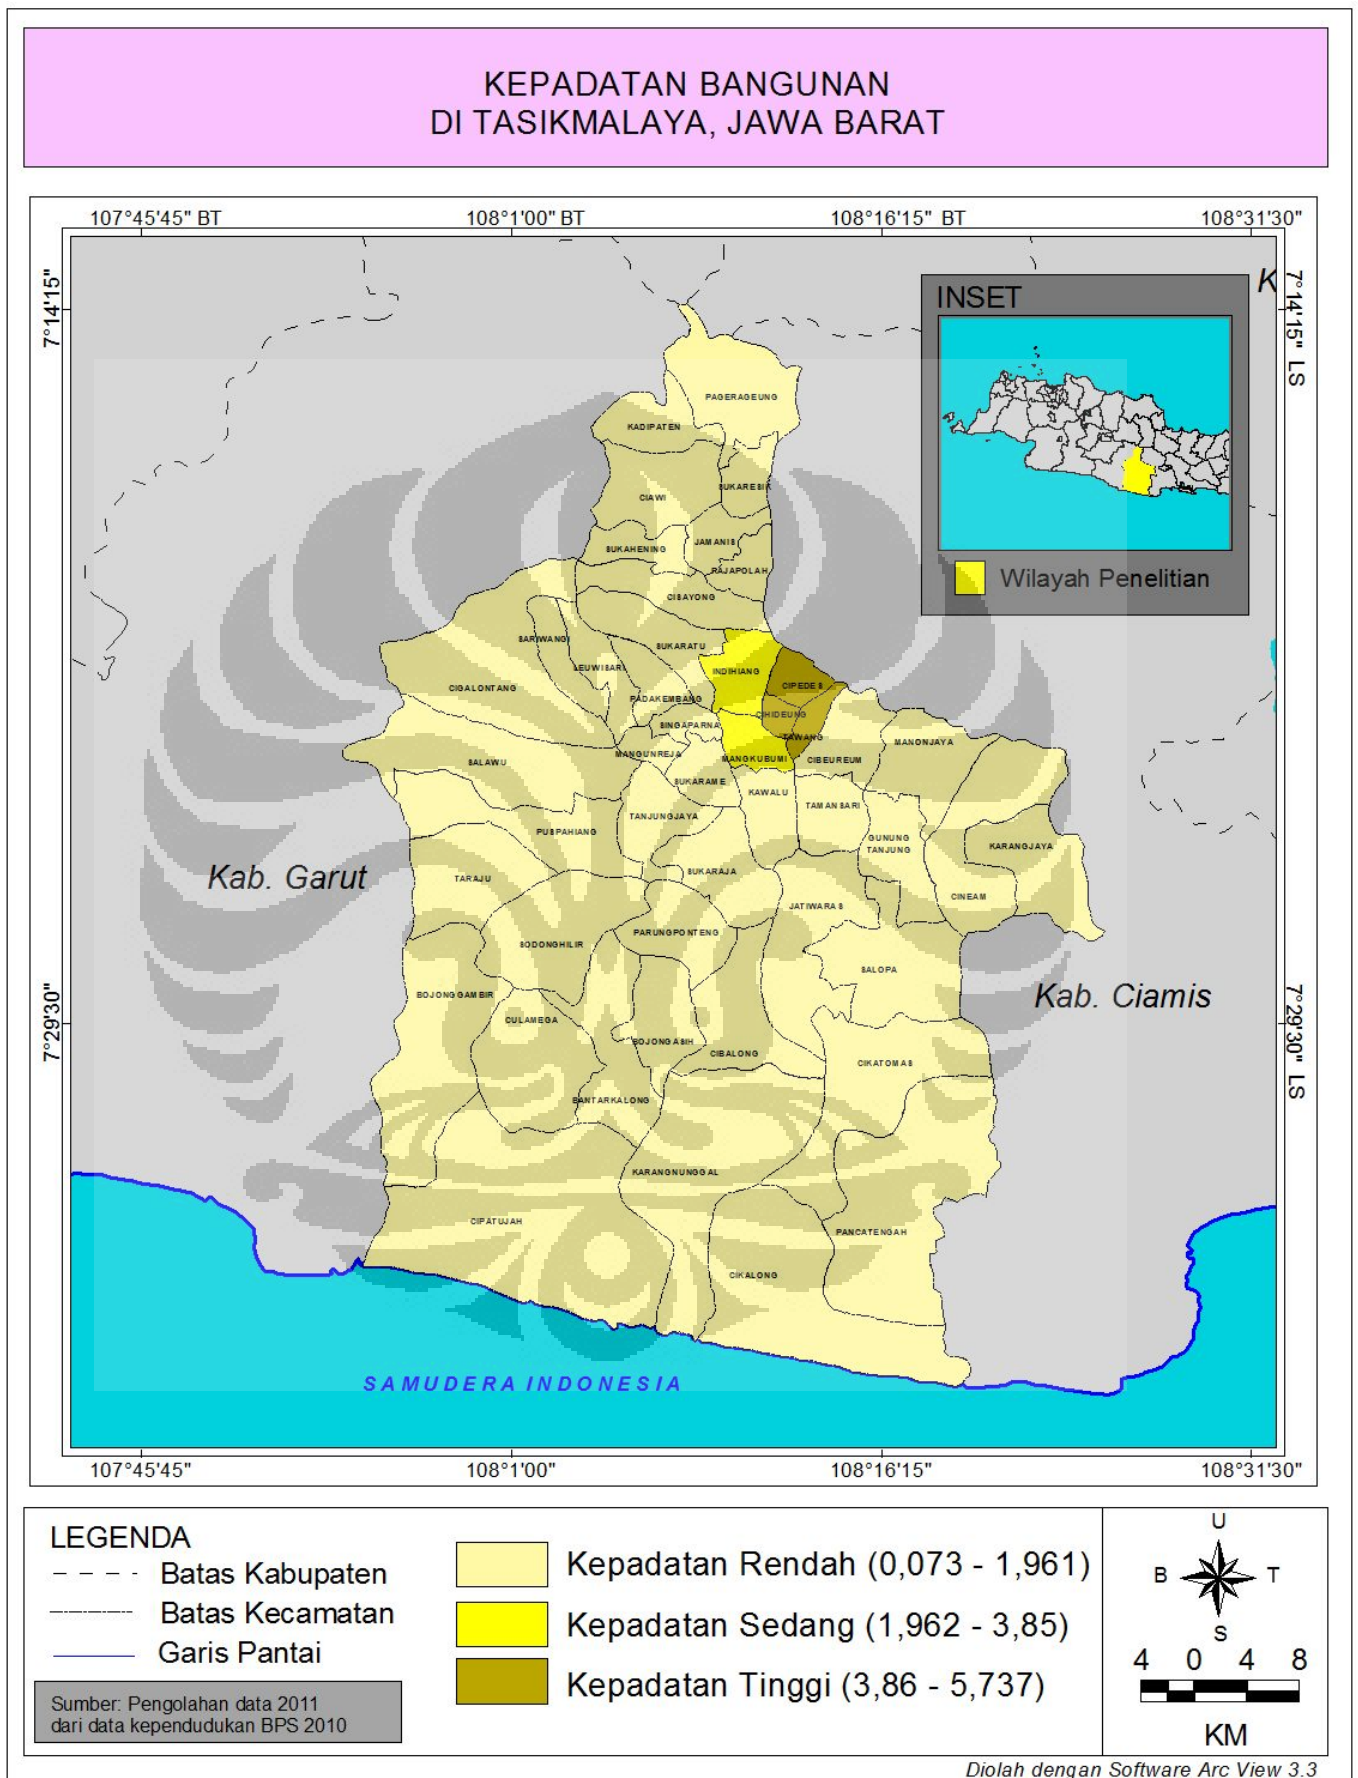 KEPADATAN BANGUNAN
DI TASIKMALAYA, JAWA BARAT
107°45'45" BT
108°1'00" BT
108°16'15" BT
108°31'30"
7°14'15"
7°14'15" LS
K
INSET
Wilayah Penelitian
PAGERAGEUNG
KADIPATEN
SUKARESIK
CIAWI
JAMANIS
SUKAHENING
RAJAPOLAH
CIBAYONG
SARIWANGI
SUKARATU
LEUWISARI
INDIHIANG
CIPEDES
CIGALONTANG
PADAKEMBANG
CIHIDEUNG
SINGAPARNA
TAWANG
MANONJAYA
MANGUNREJA
MANGKUBUMI
CIBEUREUM
SALAWU
SUKARAME
KAWALU
TAMANSARI
TANJUNGJAYA
PUSPAHIANG
GUNUNG
TANJUNG
KARANGJAYA
Kab. Garut
TARAJU
SUKARAJA
CINEAM
JATIWARAS
PARUNGPONTENG
SODONGHILIR
SALOPA
BOJONGGAMBIR
Kab. Ciamis
7°29'30"
7°29'30" LS
CULAMEGA
BOJONGASIH
CIBALONG
CIKATOMAS
BANTARKALONG
KARANGNUNGGAL
CIPATUJAH
PANCATENGAH
CIKALONG
SAMUDERA INDONESIA
107°45'45"
108°1'00"
108°16'15"
108°31'30"
LEGENDA
Batas Kabupaten
Batas Kecamatan
Garis Pantai
Sumber: Pengolahan data 2011
dari data kependudukan BPS 2010
Kepadatan Rendah (0,073 - 1,961)
Kepadatan Sedang (1,962 - 3,85)
Kepadatan Tinggi (3,86 - 5,737)
U
B T
S
4 0 4 8
KM
Diolah dengan Software Arc View 3.3